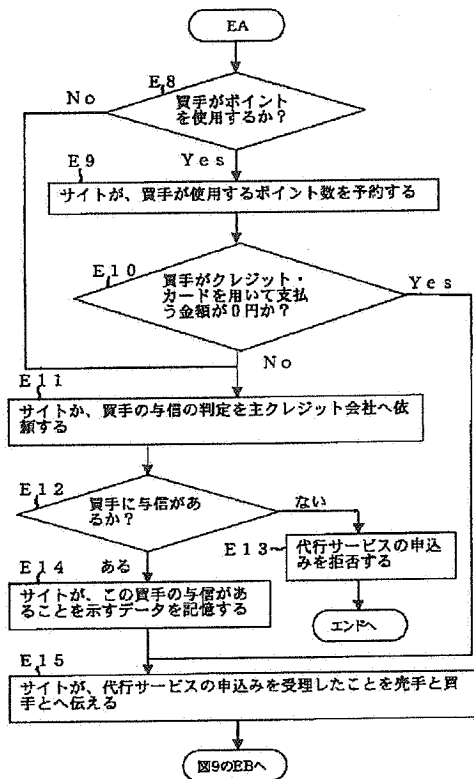 EA
E8
No
買手がポイント
を使用するか？
Yes
E9
サイトが、買手が使用するポイント数を予約する
E10
買手がクレジット・
カードを用いて支払
う金額が0円か？
Yes
No
E11
サイトか、買手の与信の判定を主クレジット会社へ依
頼する
E12
買手に与信があ
るか？
ない
E13
代行サービスの申込
みを拒否する
ある
E14
サイトが、この買手の与信があ
ることを示すデータを記憶する
エンドへ
E15
サイトが、代行サービスの申込みを受理したことを売手と買
手とへ伝える
図9のEBへ